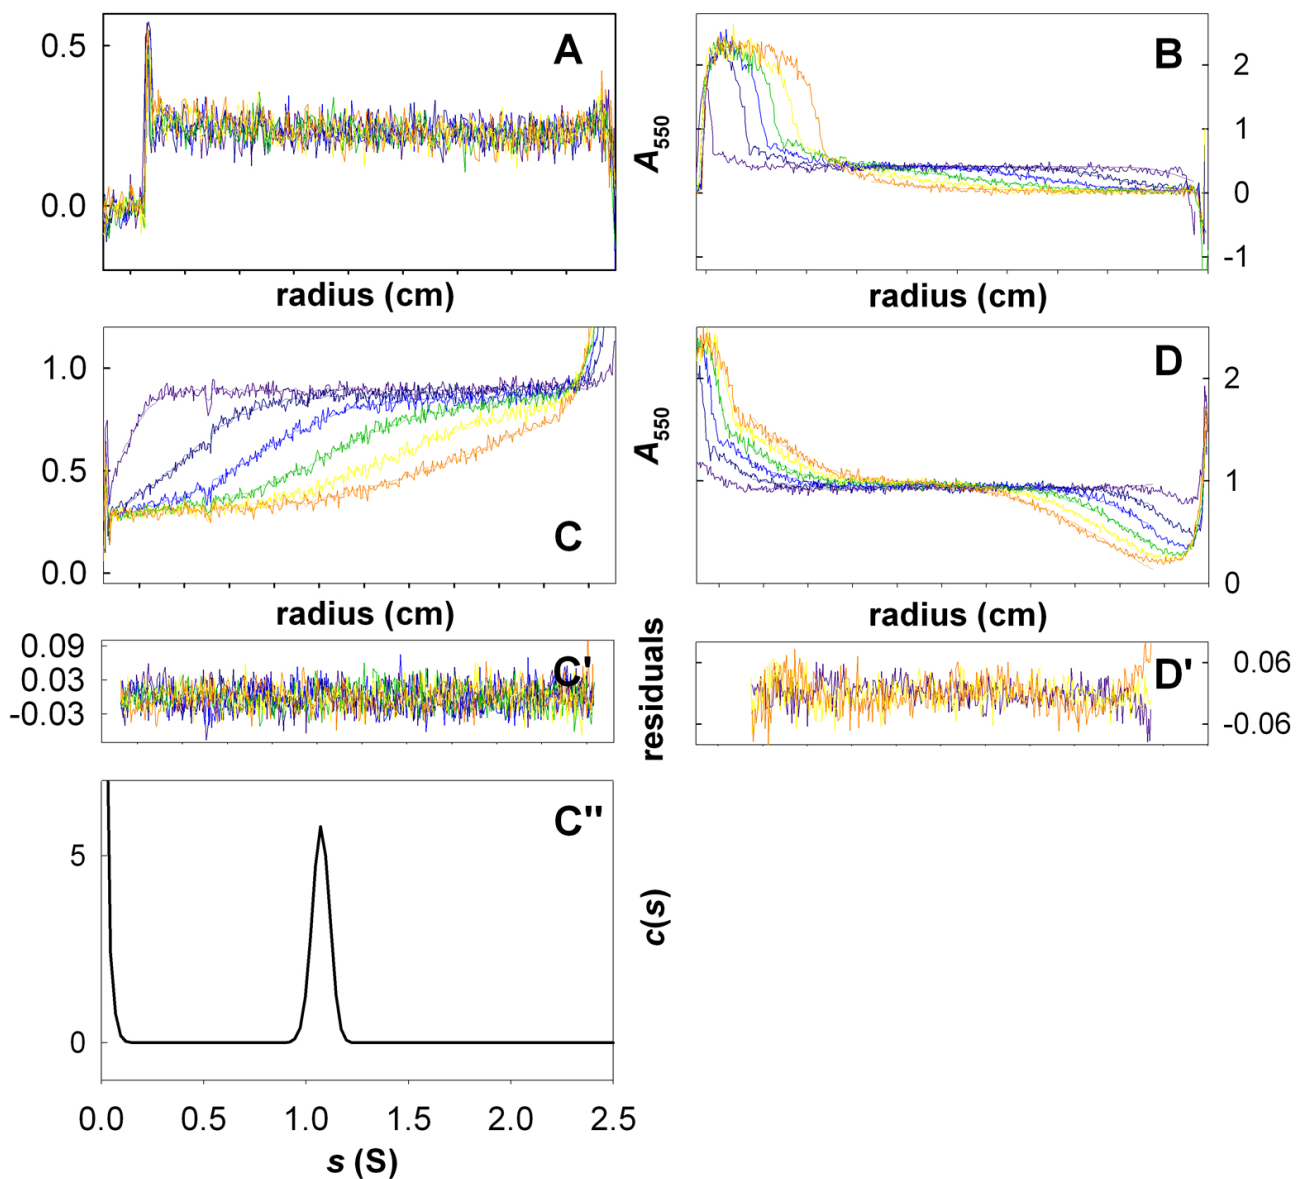 A
0.5
0.0
radius (cm)
B
A550
2
1
0
-1
radius (cm)
C
1.0
0.5
0.0
radius (cm)
D
A550
2
1
0
radius (cm)
C'
0.09
0.03
-0.03
residuals
D'
0.06
-0.06
C''
5
0
c(s)
0.0 0.5 1.0 1.5 2.0 2.5
s (S)